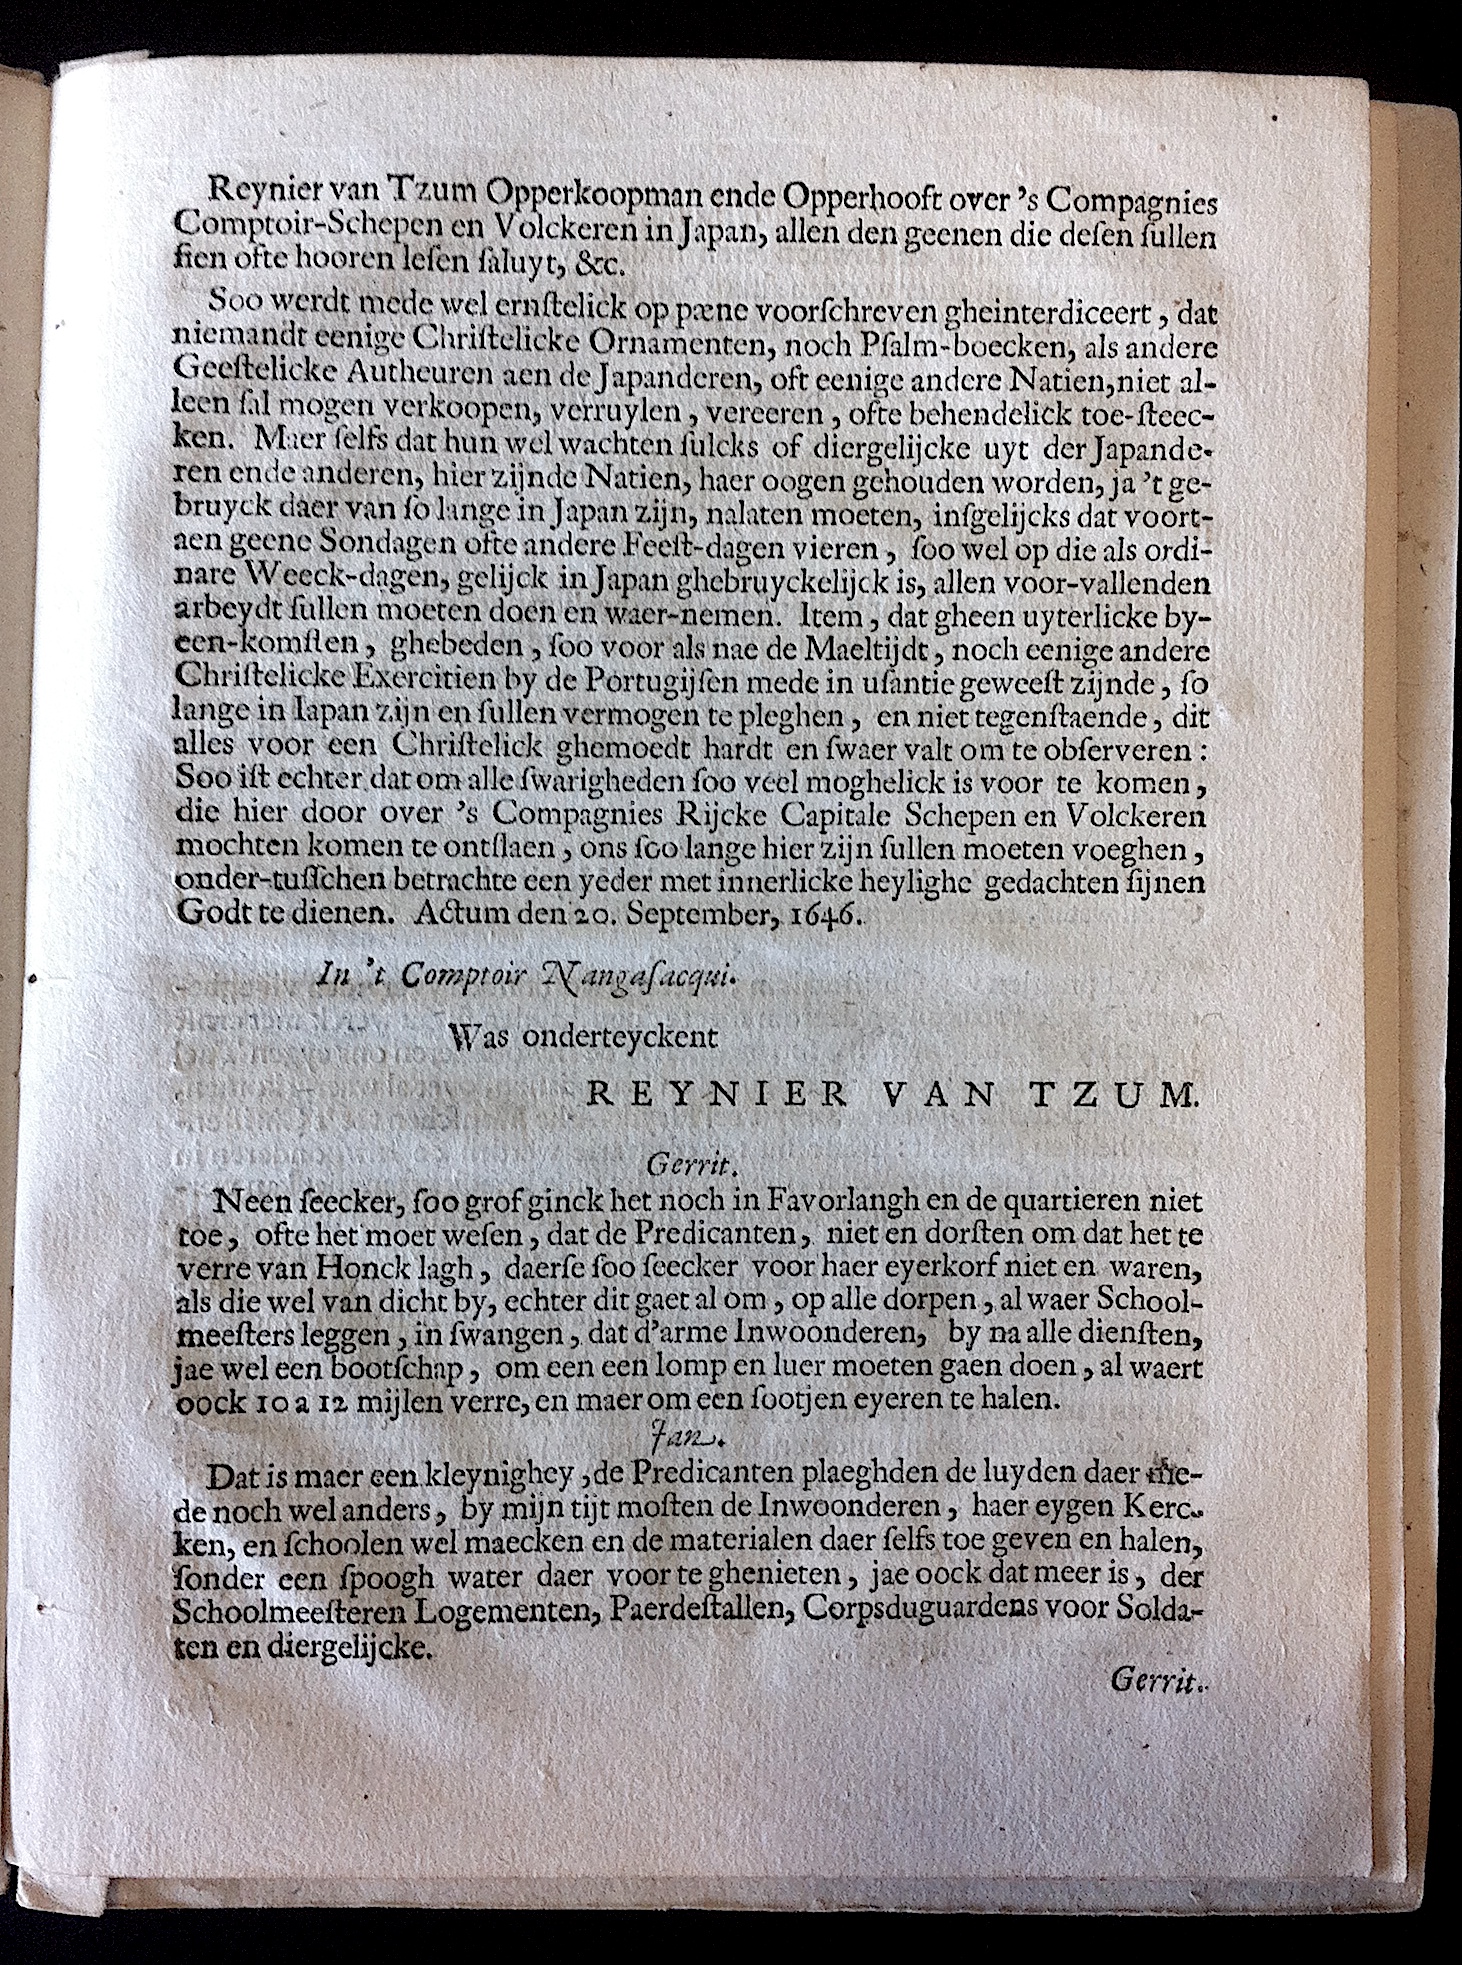 Reynier van Tzum Opperkoopman ende Opperhooft over 's Compagnies
Comptoir-Schepen en Volckeren in Japan, allen den geenen die desen ſullen
ſien ofte hooren leſen ſaluyt, &c.
Soo werdt mede wel ernſtelick op pæne voorſchreven gheinterdiceert, dat
niemandt eenige Chriſtelicke Ornamenten, noch Pſalm-boecken, als andere
Geeſtelicke Autheuren aen de Japanderen, oft eenige andere Natien, niet al-
leen ſal mogen verkoopen, verruylen, vereeren, ofte behendelick toe-ſteec-
ken. Maer ſelfs dat hun wel wachten ſulcks of diergelijcke uyt der Japande-
ren ende anderen, hier zijnde Natien, haer oogen gehouden worden, ja 't ge-
bruyck daer van ſo lange in Japan zijn, nalaten moeten, inſgelijcks dat voort-
aen geene Sondagen ofte andere Feeſt-dagen vieren, ſoo wel op die als ordi-
nare Weeck-dagen, gelijck in Japan ghebruyckelijck is, allen voor-vallenden
arbeydt ſullen moeten doen en waer-nemen. Item, dat gheen uyterlicke by-
een-komſten, ghebeden, ſoo voor als nae de Maeltijdt, noch eenige andere
Chriſtelicke Exercitien by de Portugijſen mede in uſantie geweeſt zijnde, ſo
lange in Iapan zijn en ſullen vermogen te pleghen, en niet tegenſtaende, dit
alles voor een Chriſtelick ghemoedt hardt en ſwaer valt om te obſerveren:
Soo iſt echter dat om alle ſwarigheden ſoo veel moghelick is voor te komen,
die hier door over 's Compagnies Rijcke Capitale Schepen en Volckeren
mochten komen te ontſlaen, ons ſoo lange hier zijn ſullen moeten voeghen,
onder-tuſſchen betrachte een yeder met innerlicke heylighe gedachten ſijnen
Godt te dienen. Actum den 20. September, 1646.
In 't Comptoir Nangaſacqui.
Was onderteyckent
REYNIER VAN TZUM.
Gerrit.
Neen ſeecker, ſoo grof ginck het noch in Favorlangh en de quartieren niet
toe, ofte het moet weſen, dat de Predicanten, niet en dorſten om dat het te
verre van Honck lagh, daerſe ſoo ſeecker voor haer eyerkorf niet en waren,
als die wel van dicht by, echter dit gaet al om, op alle dorpen, al waer School-
meeſters leggen, in ſwangen, dat d'arme Inwoonderen, by na alle dienſten,
jae wel een bootſchap, om een een lomp en luer moeten gaen doen, al waert
oock 10 a 12 mijlen verre, en maer om een ſootjen eyeren te halen.
Jan.
Dat is maer een kleynighey, de Predicanten plaeghden de luyden daer me-
de noch wel anders, by mijn tijt moſten de Inwoonderen, haer eygen Kerc-
ken, en ſchoolen wel maecken en de materialen daer ſelfs toe geven en halen,
ſonder een ſpoogh water daer voor te ghenieten, jae oock dat meer is, der
Schoolmeeſteren Logementen, Paerdeſtallen, Corpsduguardens voor Solda-
ten en diergelijcke.
Gerrit.